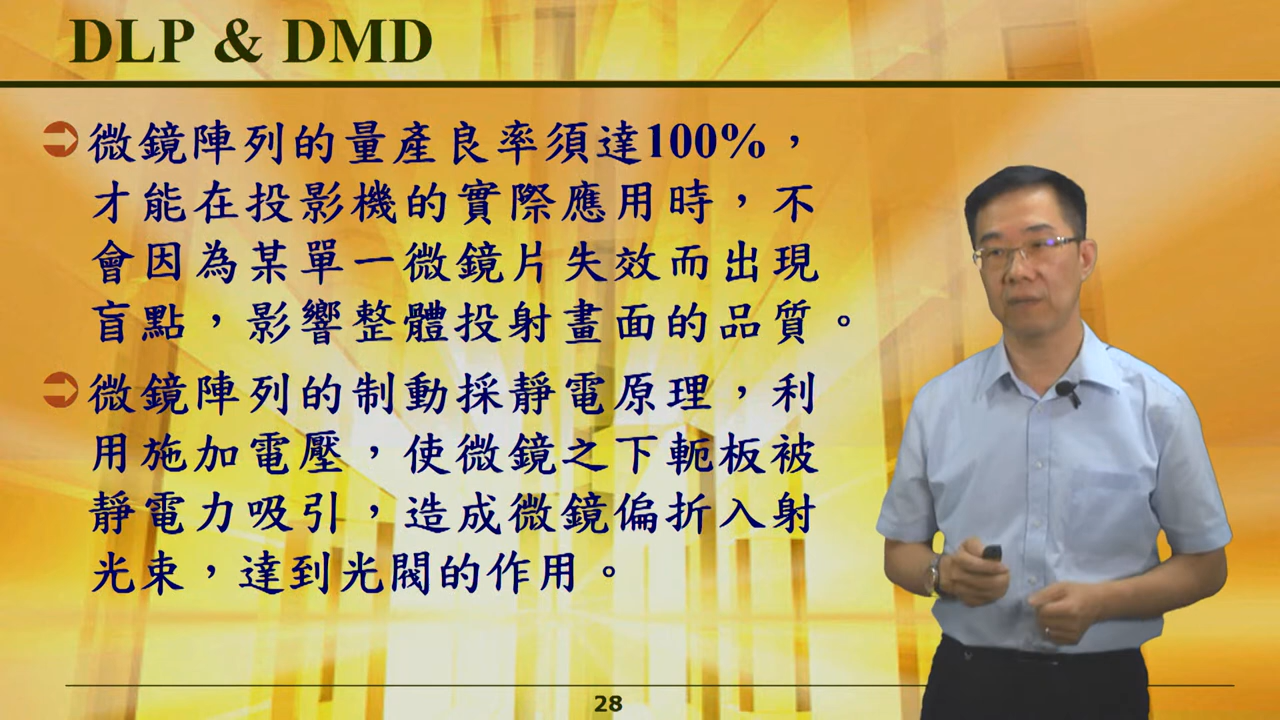 DLP & DMD
微鏡陣列的量產良率須達100%，
才能在投影機的實際應用時，不
會因為某單一微鏡片失效而出現
盲點，影響整體投射畫面的品質。
微鏡陣列的制動採靜電原理，利
用施加電壓，使微鏡之下軛板被
靜電力吸引，造成微鏡偏折入射
光束，達到光閥的作用。
28